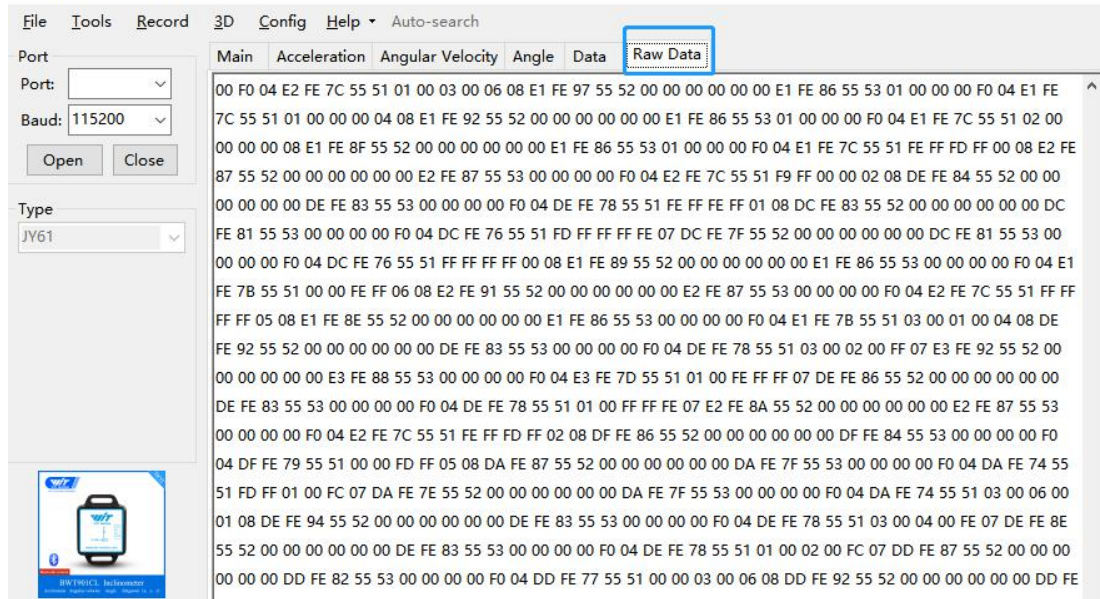 File Tools Record 3D Config Help Auto-search
Port
Port:
Baud: 115200
Open Close
Type
JY61
Main Acceleration Angular Velocity Angle Data Raw Data
00 F0 04 E2 FE 7C 55 51 01 00 03 00 06 08 E1 FE 97 55 52 00 00 00 00 00 00 E1 FE 86 55 53 01 00 00 00 F0 04 E1 FE
7C 55 51 01 00 00 00 04 08 E1 FE 92 55 52 00 00 00 00 00 00 E1 FE 86 55 53 01 00 00 00 F0 04 E1 FE 7C 55 51 02 00
00 00 00 08 E1 FE 8F 55 52 00 00 00 00 00 00 E1 FE 86 55 53 01 00 00 00 F0 04 E1 FE 7C 55 51 FE FF FD FF 00 08 E2 FE
87 55 52 00 00 00 00 00 00 E2 FE 87 55 53 00 00 00 00 F0 04 E2 FE 7C 55 51 F9 FF 00 00 02 08 DE FE 84 55 52 00 00
00 00 00 00 DE FE 83 55 53 00 00 00 00 F0 04 DE FE 78 55 51 FE FF FE FF 01 08 DC FE 83 55 52 00 00 00 00 00 00 DC
FE 81 55 53 00 00 00 00 F0 04 DC FE 76 55 51 FD FF FF FF FE 07 DC FE 7F 55 52 00 00 00 00 00 00 DC FE 81 55 53 00
00 00 00 F0 04 DC FE 76 55 51 FF FF FF FF 00 08 E1 FE 89 55 52 00 00 00 00 00 00 E1 FE 86 55 53 00 00 00 00 F0 04 E1
FE 7B 55 51 00 00 FE FF 06 08 E2 FE 91 55 52 00 00 00 00 00 00 E2 FE 87 55 53 00 00 00 00 F0 04 E2 FE 7C 55 51 FF FF
FF FF 05 08 E1 FE 8E 55 52 00 00 00 00 00 00 E1 FE 86 55 53 00 00 00 00 F0 04 E1 FE 7B 55 51 03 00 01 00 04 08 DE
FE 92 55 52 00 00 00 00 00 00 DE FE 83 55 53 00 00 00 00 F0 04 DE FE 78 55 51 03 00 02 00 FF 07 E3 FE 92 55 52 00
00 00 00 00 00 E3 FE 88 55 53 00 00 00 00 F0 04 E3 FE 7D 55 51 01 00 FE FF FF 07 DE FE 86 55 52 00 00 00 00 00 00
DE FE 83 55 53 00 00 00 00 F0 04 DE FE 78 55 51 01 00 FF FF FE 07 E2 FE 8A 55 52 00 00 00 00 00 00 E2 FE 87 55 53
00 00 00 00 F0 04 E2 FE 7C 55 51 FE FF FD FF 02 08 DF FE 86 55 52 00 00 00 00 00 00 DF FE 84 55 53 00 00 00 00 F0
04 DF FE 79 55 51 00 00 FD FF 05 08 DA FE 87 55 52 00 00 00 00 00 00 DA FE 7F 55 53 00 00 00 00 F0 04 DA FE 74 55
51 FD FF 01 00 FC 07 DA FE 7E 55 52 00 00 00 00 00 00 DA FE 7F 55 53 00 00 00 00 F0 04 DA FE 74 55 51 03 00 06 00
01 08 DE FE 94 55 52 00 00 00 00 00 00 DE FE 83 55 53 00 00 00 00 F0 04 DE FE 78 55 51 03 00 04 00 FE 07 DE FE 8E
55 52 00 00 00 00 00 00 DE FE 83 55 53 00 00 00 00 F0 04 DE FE 78 55 51 01 00 02 00 FC 07 DD FE 87 55 52 00 00 00
00 00 00 DD FE 82 55 53 00 00 00 00 F0 04 DD FE 77 55 51 00 00 03 00 06 08 DD FE 92 55 52 00 00 00 00 00 00 DD FE
WIT
WIT
BWT901CL Inclinometer